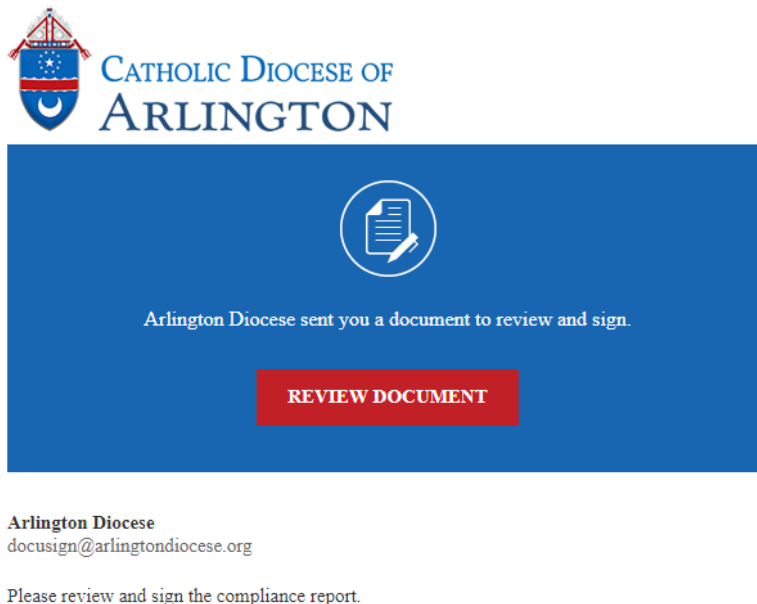 CATHOLIC DIOCESE OF
ARLINGTON
Arlington Diocese sent you a document to review and sign.
REVIEW DOCUMENT
Arlington Diocese
docusign@arlingtondiocese.org
Please review and sign the compliance report.